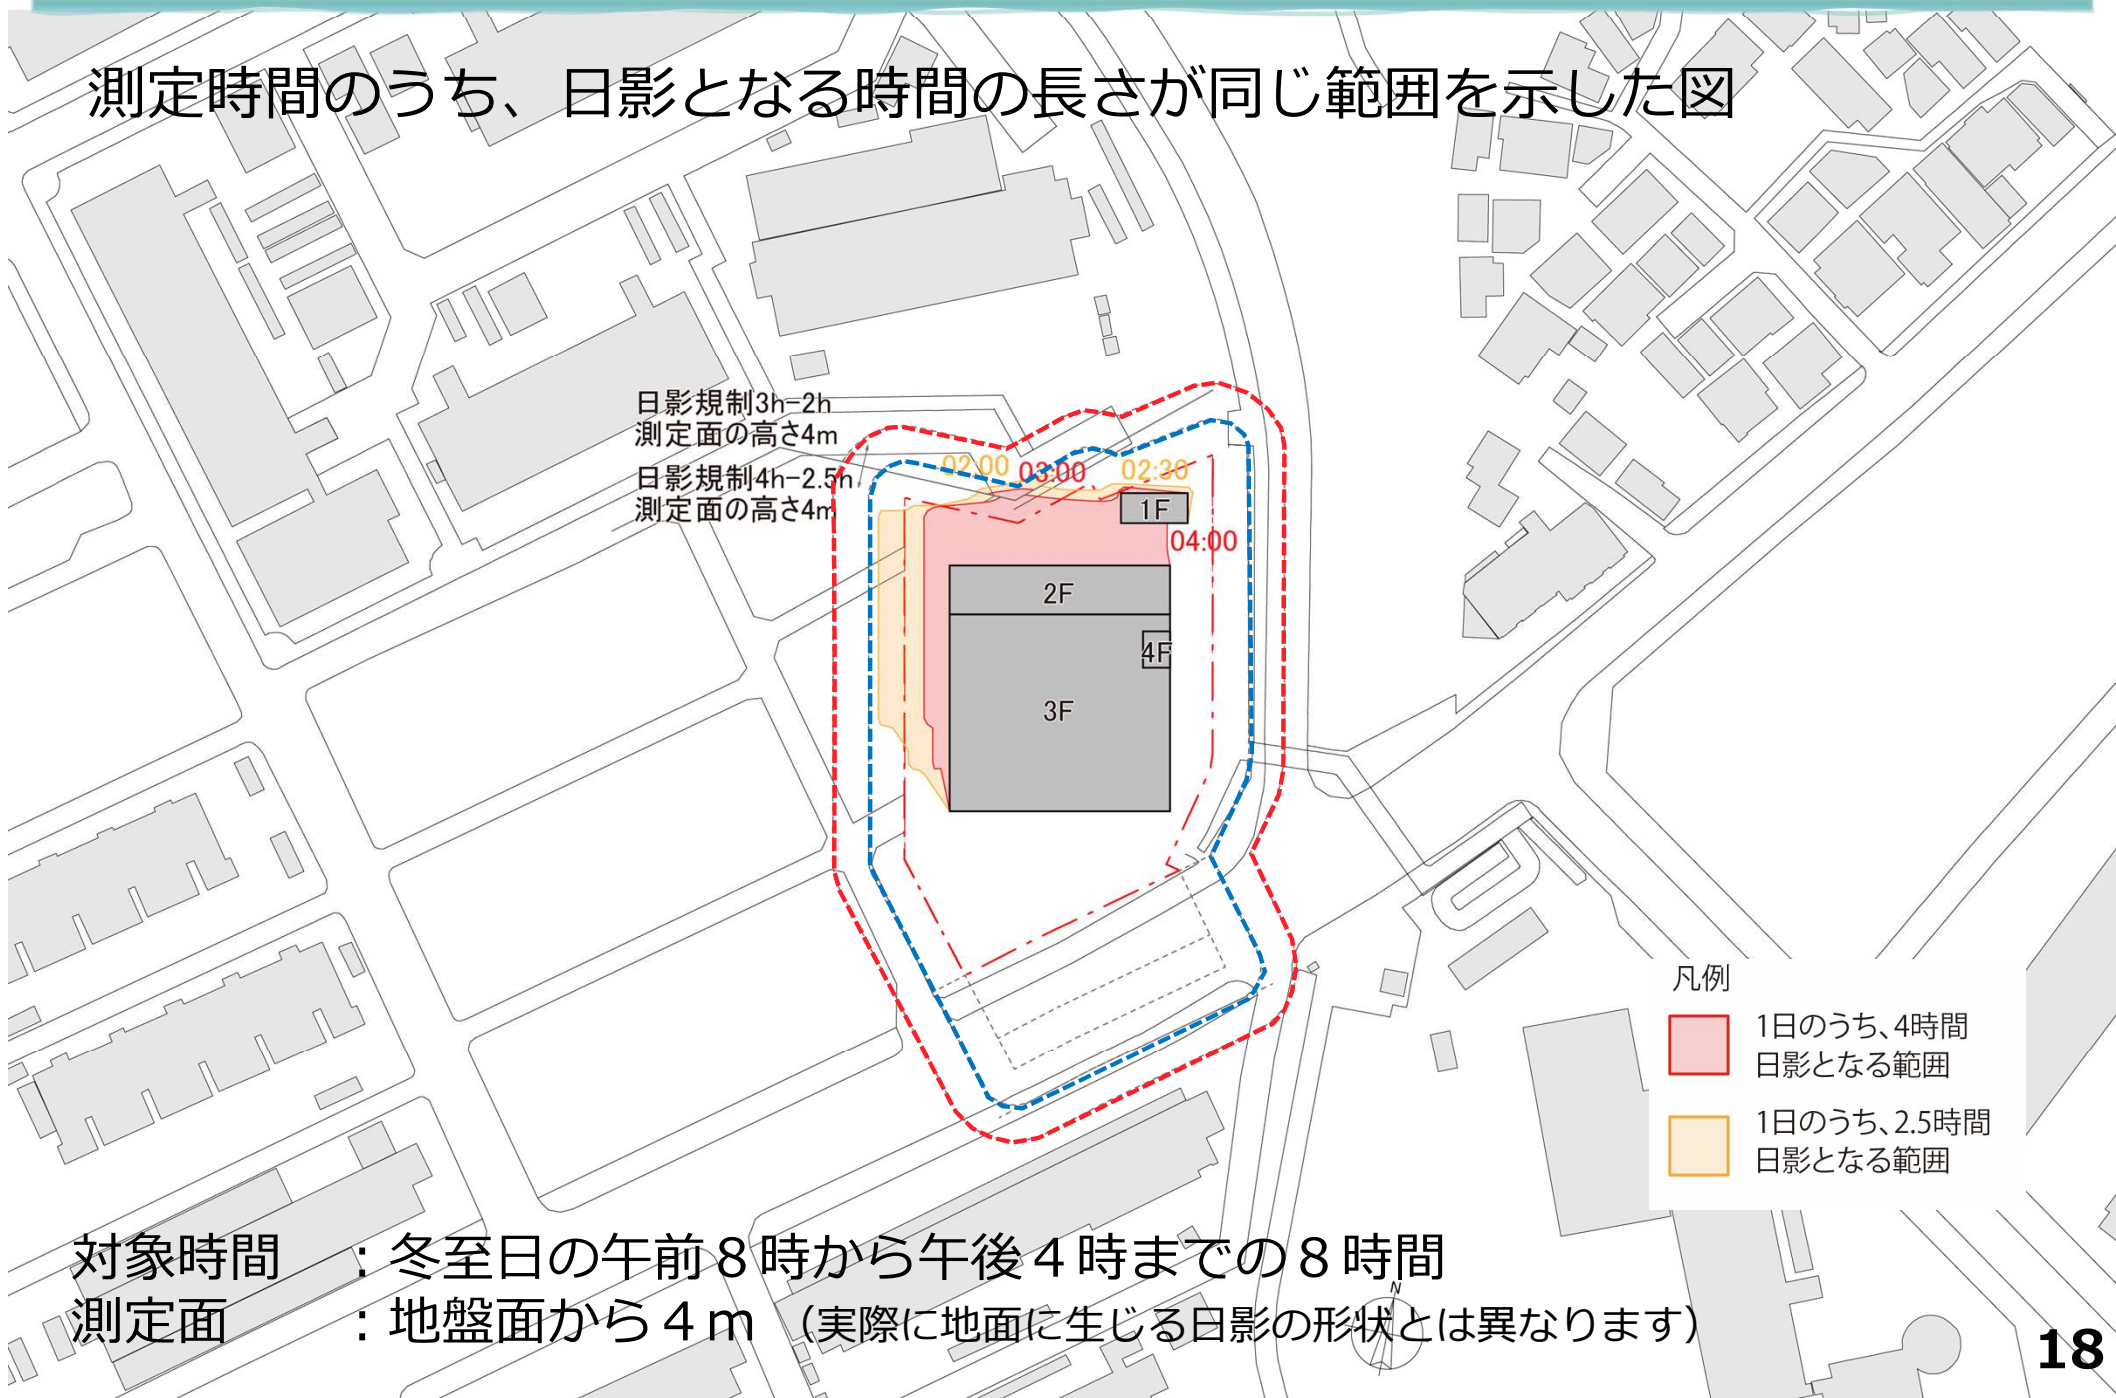 測定時間のうち、日影となる時間の長さが同じ範囲を示した図
日影規制3h-2h
測定面の高さ4m
日影規制4h-2.5h
測定面の高さ4m
02:00
03:00
02:30
1F
04:00
2F
4F
3F
凡例
1日のうち、4時間
日影となる範囲
1日のうち、2.5時間
日影となる範囲
対象時間 ：冬至日の午前８時から午後４時までの８時間
測定面 ：地盤面から４ｍ （実際に地面に生じる日影の形状とは異なります）
N
18